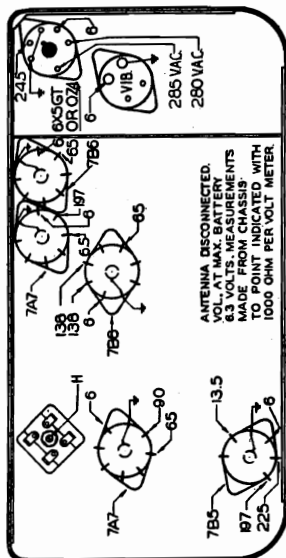 7B5
197
225
13.5
6
7A7
6
90
65
H
7B8
6
138
138
65
65
7A7
6
197
7B6
6
65
245
6X5GT
OR OZ4
6
6
VIB.
285 VAC
280 VAC
ANTENNA DISCONNECTED.
VOL. AT MAX. BATTERY
6.3 VOLTS. MEASUREMENTS
MADE FROM CHASSIS
TO POINT INDICATED WITH
1000 OHM PER VOLT METER.